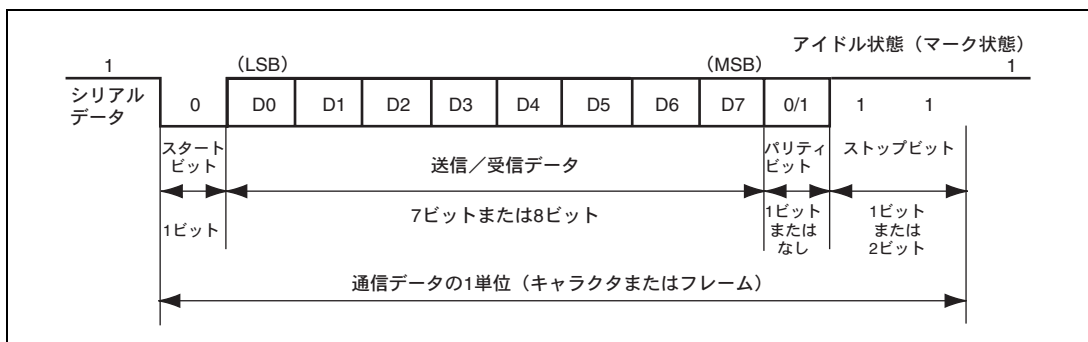 アイドル状態（マーク状態）
1 (LSB) (MSB) 1
シリアル
データ
0 D0 D1 D2 D3 D4 D5 D6 D7 0/1 1 1
スタート
ビット
送信／受信データ
パリティ
ビット
ストップビット
1ビット
7ビットまたは8ビット
1ビット
または
なし
1ビット
または
2ビット
通信データの1単位（キャラクタまたはフレーム）